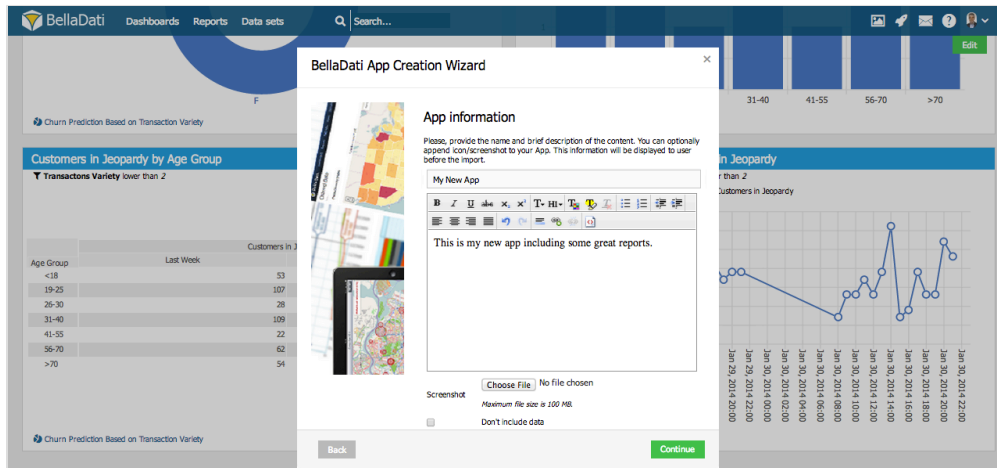 BellaDati Dashboards Reports Data sets Search...
Edit
BellaDati App Creation Wizard
×
F
31-40 41-55 56-70 >70
Churn Prediction Based on Transaction Variety
App information
Please, provide the name and brief description of the content. You can optionally
append icon/screenshot to your App. This information will be displayed to user
before the import.
My New App
B I U abc x, x² T HI T T T
This is my new app including some great reports.
Screenshot Choose File No file chosen
Maximum file size is 100 MB.
Don't include data
Back Continue
Customers in Jeopardy by Age Group
Transactons Variety lower than 2
Customers in J
Age Group Last Week
<18 53
19-25 107
26-30 28
31-40 109
41-55 22
56-70 62
>70 54
Churn Prediction Based on Transaction Variety
in Jeopardy
r than 2
Customers in Jeopardy
Jan 29, 2014 20:00
Jan 29, 2014 22:00
Jan 30, 2014 00:00
Jan 30, 2014 02:00
Jan 30, 2014 04:00
Jan 30, 2014 06:00
Jan 30, 2014 08:00
Jan 30, 2014 10:00
Jan 30, 2014 12:00
Jan 30, 2014 14:00
Jan 30, 2014 16:00
Jan 30, 2014 18:00
Jan 30, 2014 20:00
Jan 30, 2014 22:00